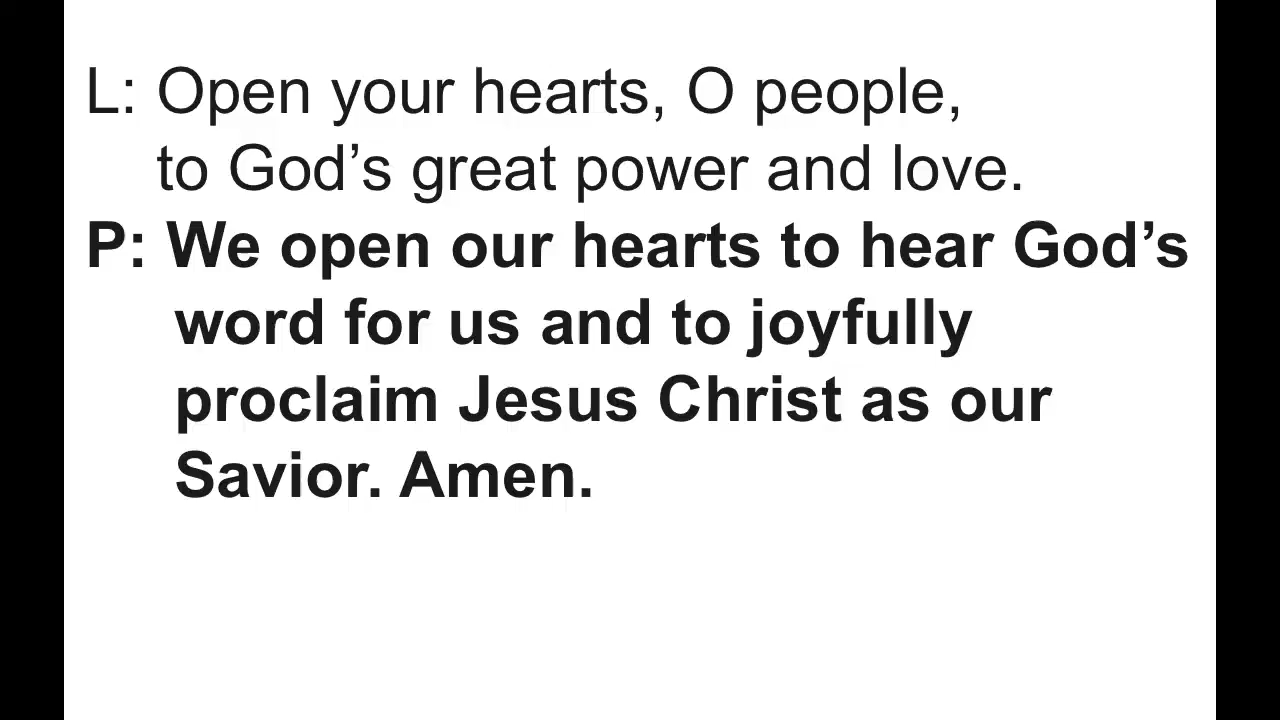 L: Open your hearts, O people,
to God’s great power and love.
P: We open our hearts to hear God’s
word for us and to joyfully
proclaim Jesus Christ as our
Savior. Amen.